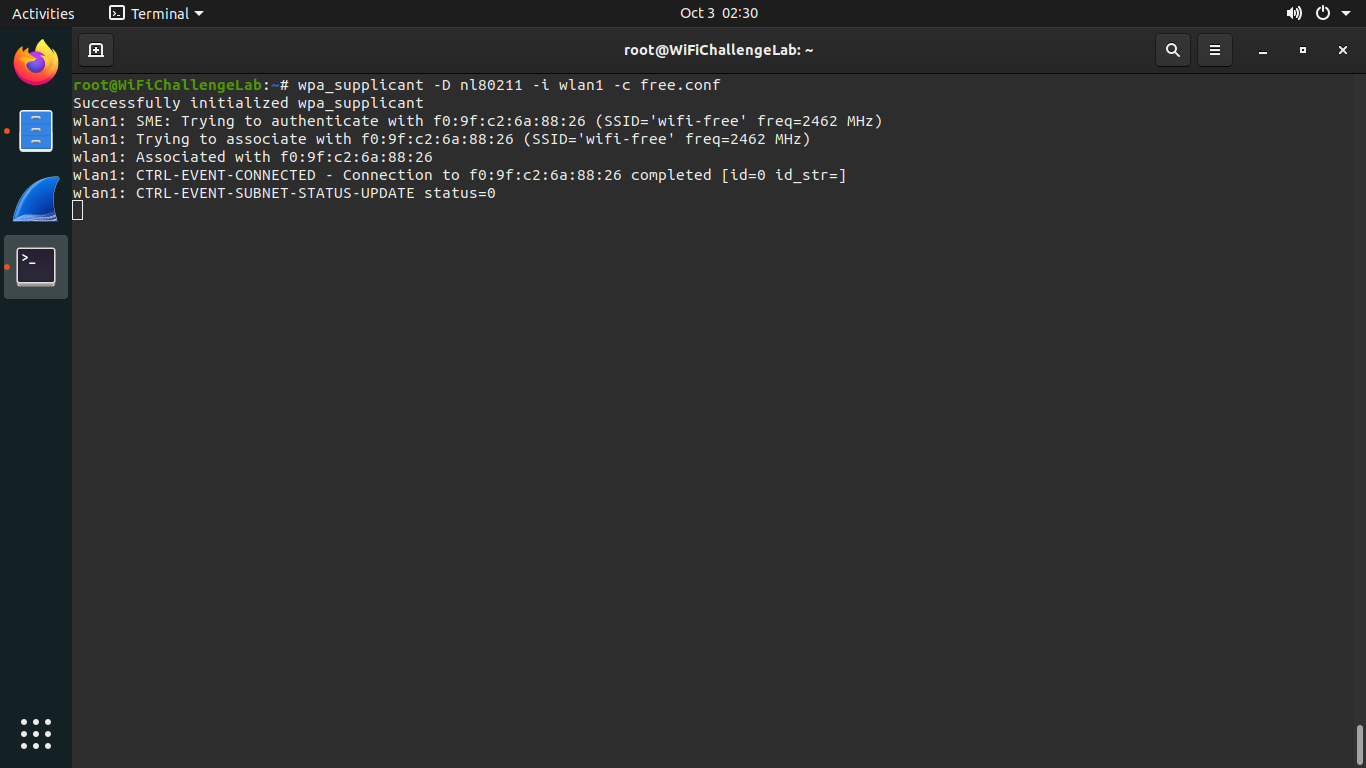 Activities Terminal Oct 3 02:30
root@WiFiChallengeLab: ~
root@WiFiChallengeLab:~# wpa_supplicant -D nl80211 -i wlan1 -c free.conf
Successfully initialized wpa_supplicant
wlan1: SME: Trying to authenticate with f0:9f:c2:6a:88:26 (SSID='wifi-free' freq=2462 MHz)
wlan1: Trying to associate with f0:9f:c2:6a:88:26 (SSID='wifi-free' freq=2462 MHz)
wlan1: Associated with f0:9f:c2:6a:88:26
wlan1: CTRL-EVENT-CONNECTED - Connection to f0:9f:c2:6a:88:26 completed [id=0 id_str=]
wlan1: CTRL-EVENT-SUBNET-STATUS-UPDATE status=0